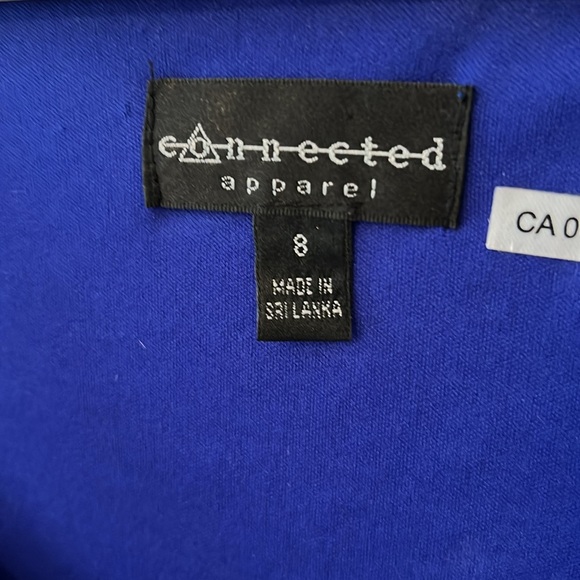 connected
apparel
8
MADE IN
SRI LANKA
CA 0